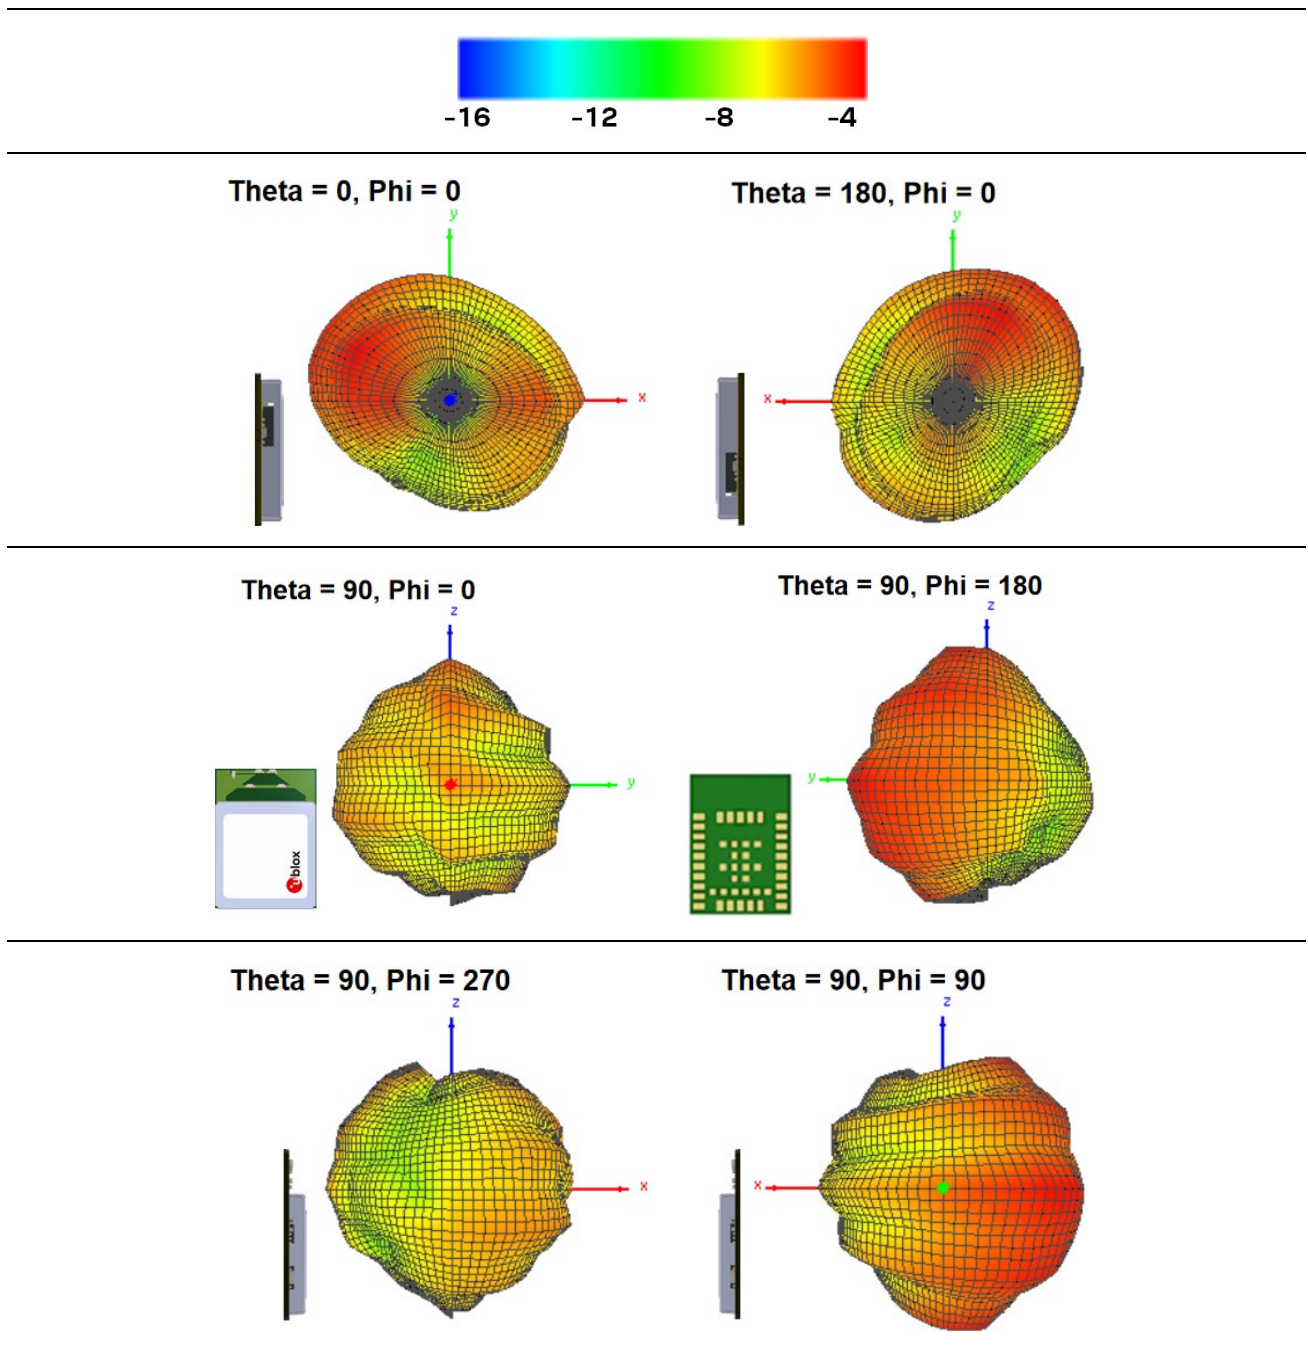 -16 -12 -8 -4
Theta = 0, Phi = 0
Theta = 180, Phi = 0
y
y
x
x
Theta = 90, Phi = 0
Theta = 90, Phi = 180
z
z
y
y
ublox
Theta = 90, Phi = 270
Theta = 90, Phi = 90
z
z
x
x